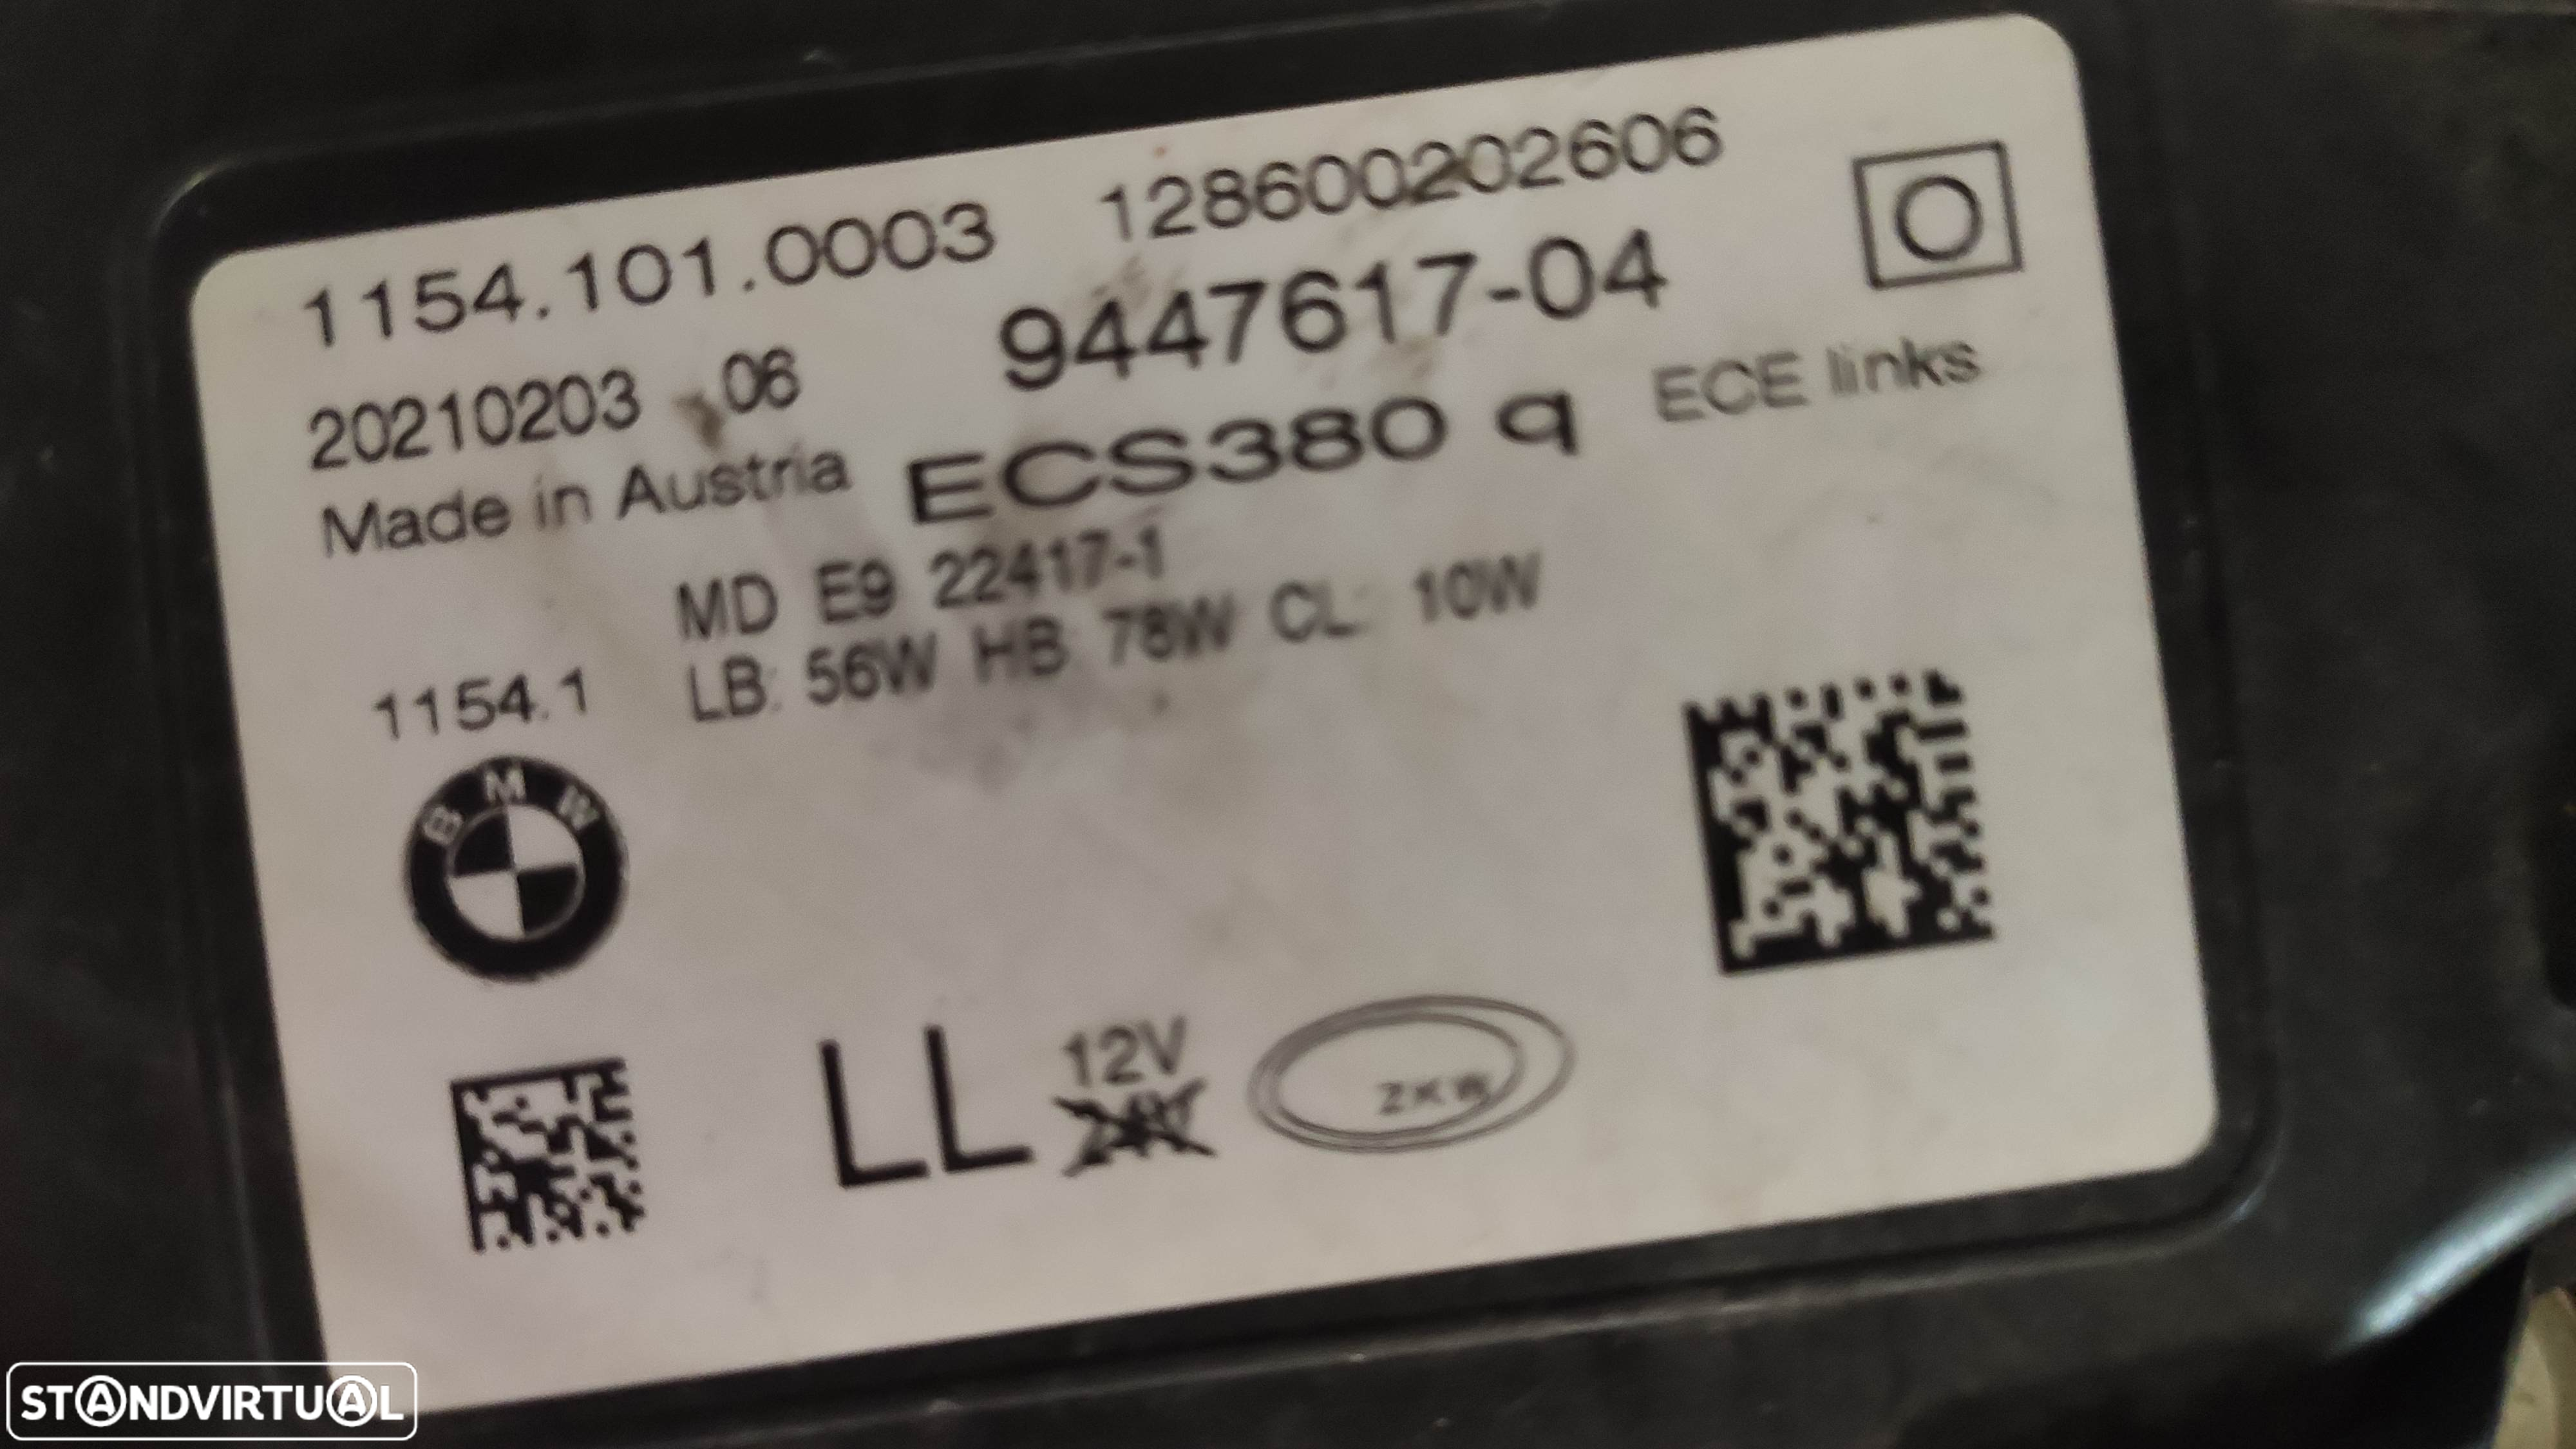 1154.101.0003 128600202606
20210203 06 9447617-04
Made in Austria ECS380 q ECE links
MD E9 22417-1
1154.1 LB: 56W HB: 78W CL: 10W
BMW
LL 12V
ZKW
STANDVIRTUAL